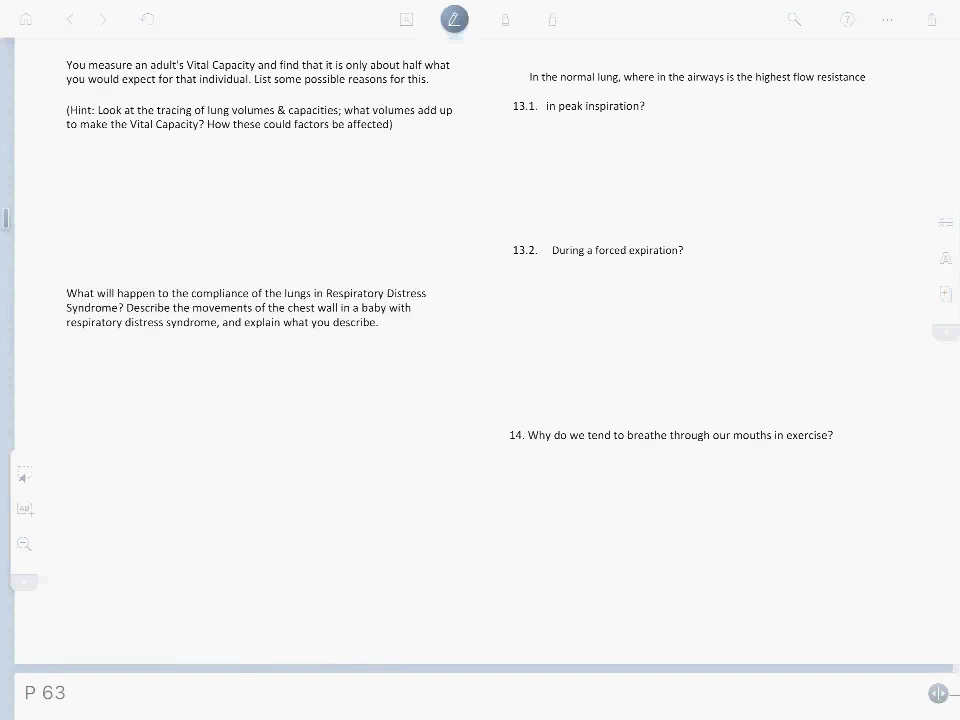 You measure an adult's Vital Capacity and find that it is only about half what
you would expect for that individual. List some possible reasons for this.
(Hint: Look at the tracing of lung volumes & capacities; what volumes add up
to make the Vital Capacity? How these could factors be affected)
What will happen to the compliance of the lungs in Respiratory Distress
Syndrome? Describe the movements of the chest wall in a baby with
respiratory distress syndrome, and explain what you describe.
In the normal lung, where in the airways is the highest flow resistance
13.1. in peak inspiration?
13.2. During a forced expiration?
14. Why do we tend to breathe through our mouths in exercise?
P 63